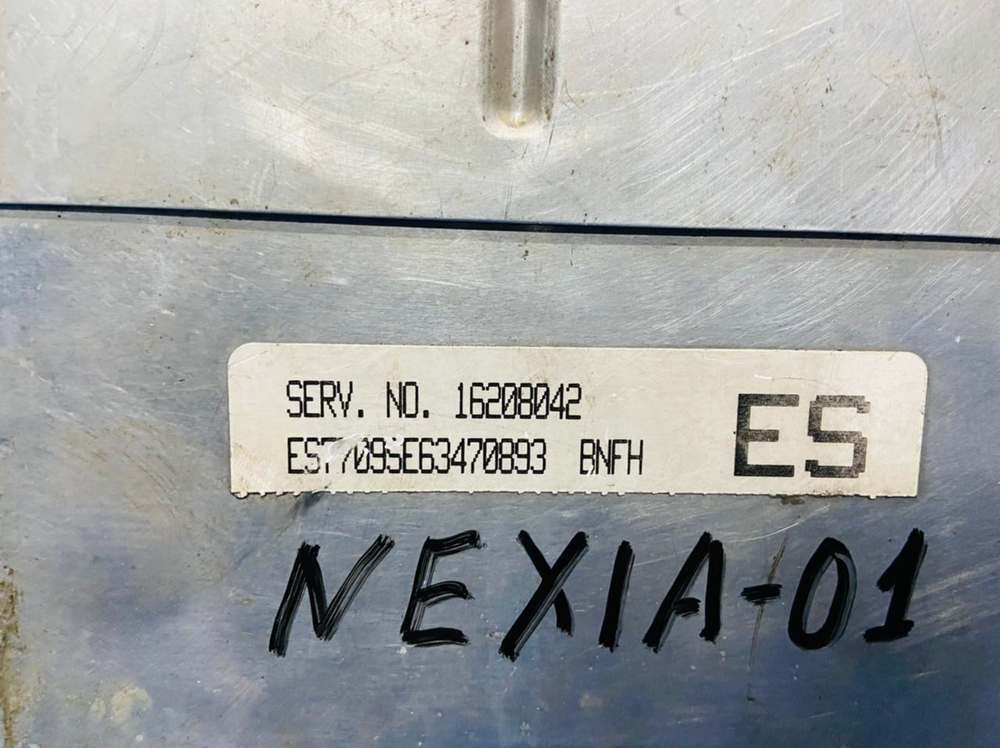 SERV. NO. 16208042
BNFH
ES
NEXIA-01